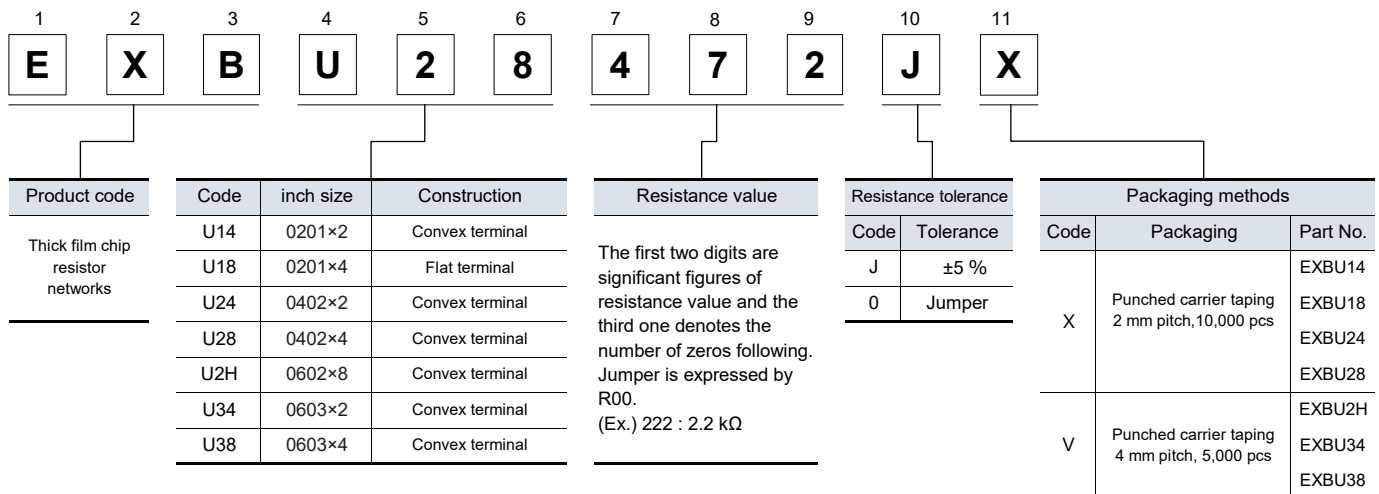 1 2 3 4 5 6 7 8 9 10 11
E X B U 2 8 4 7 2 J X
Product code
Thick film chip
resistor
networks
Code inch size Construction
U14 0201×2 Convex terminal
U18 0201×4 Flat terminal
U24 0402×2 Convex terminal
U28 0402×4 Convex terminal
U2H 0602×8 Convex terminal
U34 0603×2 Convex terminal
U38 0603×4 Convex terminal
Resistance value
The first two digits are
significant figures of
resistance value and the
third one denotes the
number of zeros following.
Jumper is expressed by
R00.
(Ex.) 222 : 2.2 kΩ
Resistance tolerance
Code Tolerance
J ±5 %
0 Jumper
Packaging methods
Code Packaging Part No.
X
Punched carrier taping
2 mm pitch,10,000 pcs
EXBU14
EXBU18
EXBU24
EXBU28
V
Punched carrier taping
4 mm pitch, 5,000 pcs
EXBU2H
EXBU34
EXBU38